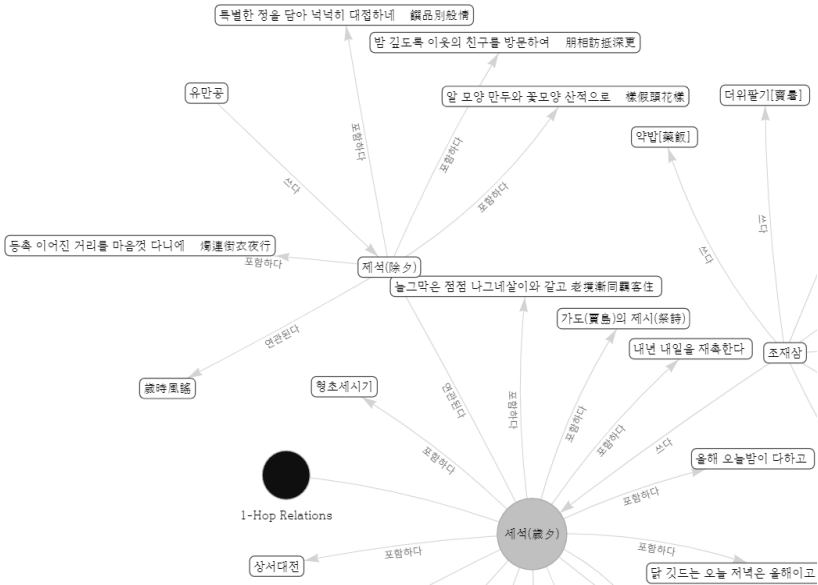 특별한 정을 담아 넉넉히 대접하네 饌品別般情
밤 깊도록 이웃의 친구를 방문하여 朋相訪抵深更
유만공
알 모양 만두와 꽃모양 산적으로 樣假頭花樣
더위팔기[賣暑]
약밥[藥飯]
포함하다
포함하다
포함하다
쓰다
쓰다
쓰다
등촉 이어진 거리를 마음껏 다니에 燭連街衣夜行
포함하다
제석(除夕)
늘그막은 점점 나그네살이와 같고 老境漸同羈客住
가도(賈島)의 제시(祭詩)
연관된다
내년 내일을 재촉한다
조재삼
歲時風謠
형초세시기
연관된다
포함하다
포함하다
포함하다
쓰다
포함하다
올해 오늘밤이 다하고
포함하다
1-Hop Relations
세석(歲夕)
상서대전
포함하다
포함하다
닭 깃드는 오늘 저녁은 올해이고